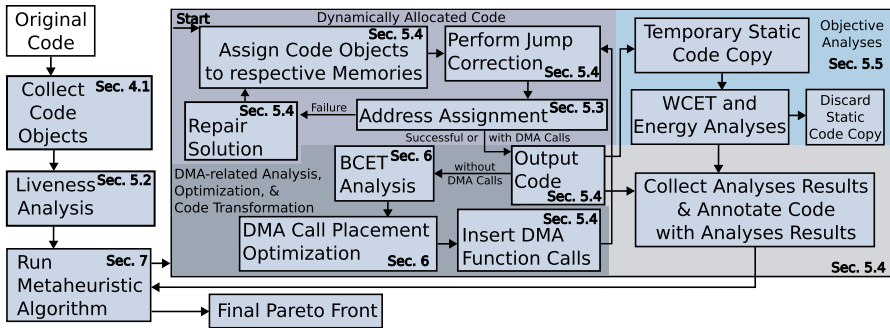 Original
Code
Collect
Code
Objects
Sec. 4.1
Liveness
Analysis
Sec. 5.2
Run
Metaheuristic
Algorithm
Sec. 7
Final Pareto Front
Start
Dynamically Allocated Code
Assign Code Objects
to respective Memories
Sec. 5.4
Perform Jump
Correction
Sec. 5.4
Repair
Solution
Sec. 5.4
Failure
Address Assignment
Sec. 5.3
Successful or
with DMA Calls
DMA-related Analysis,
Optimization, &
Code Transformation
BCET
Analysis
Sec. 6
without
DMA Calls
Output
Code
Sec. 5.4
DMA Call Placement
Optimization
Sec. 6
Insert DMA
Function Calls
Sec. 5.4
Temporary Static
Code Copy
Objective
Analyses
Sec. 5.5
WCET and
Energy Analyses
Discard
Static
Code Copy
Collect Analyses Results
& Annotate Code
with Analyses Results
Sec. 5.4